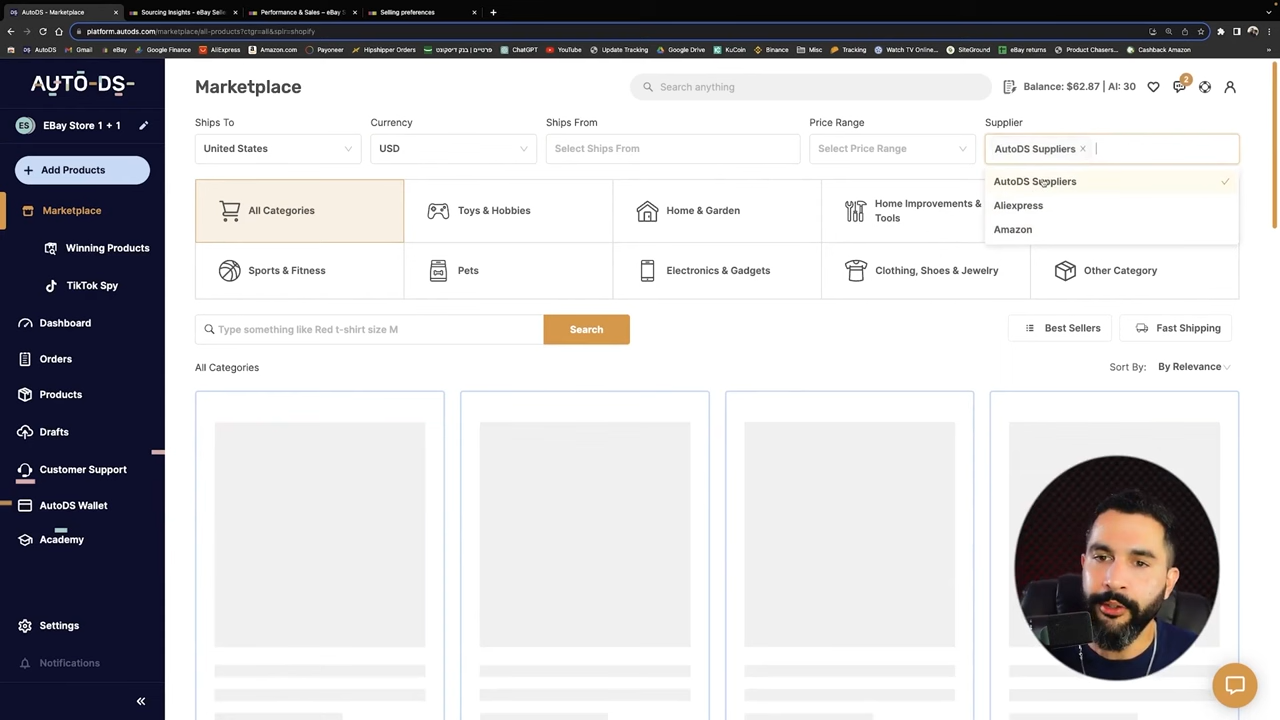 AutoDS - Marketplace
Sourcing Insights - eBay Selle
Performance & Sales – eBay S
Selling preferences
platform.autods.com/marketplace/all-products?ctgr=all&splr=shopify
AutoDS
Gmail
eBay
Google Finance
AliExpress
Amazon
Payoneer
Hipshipper Orders
ChatGPT
YouTube
Update Tracking
Google Drive
KuCoin
Binance
Misc
Tracking
Watch TV Online...
SiteGround
eBay returns
Product Chasers...
Cashback Amazon
AUTO-DS-
Marketplace
Search anything
Balance: $62.87 | AI: 30
2
ES
EBay Store 1 + 1
Add Products
Marketplace
Winning Products
TikTok Spy
Dashboard
Orders
Products
Drafts
Customer Support
AutoDS Wallet
Academy
Settings
Notifications
Ships To
Currency
Ships From
Price Range
Supplier
United States
USD
Select Ships From
Select Price Range
AutoDS Suppliers
AutoDS Suppliers
Aliexpress
Amazon
All Categories
Toys & Hobbies
Home & Garden
Home Improvements &
Tools
Sports & Fitness
Pets
Electronics & Gadgets
Clothing, Shoes & Jewelry
Other Category
Type something like Red t-shirt size M
Search
Best Sellers
Fast Shipping
All Categories
Sort By:
By Relevance